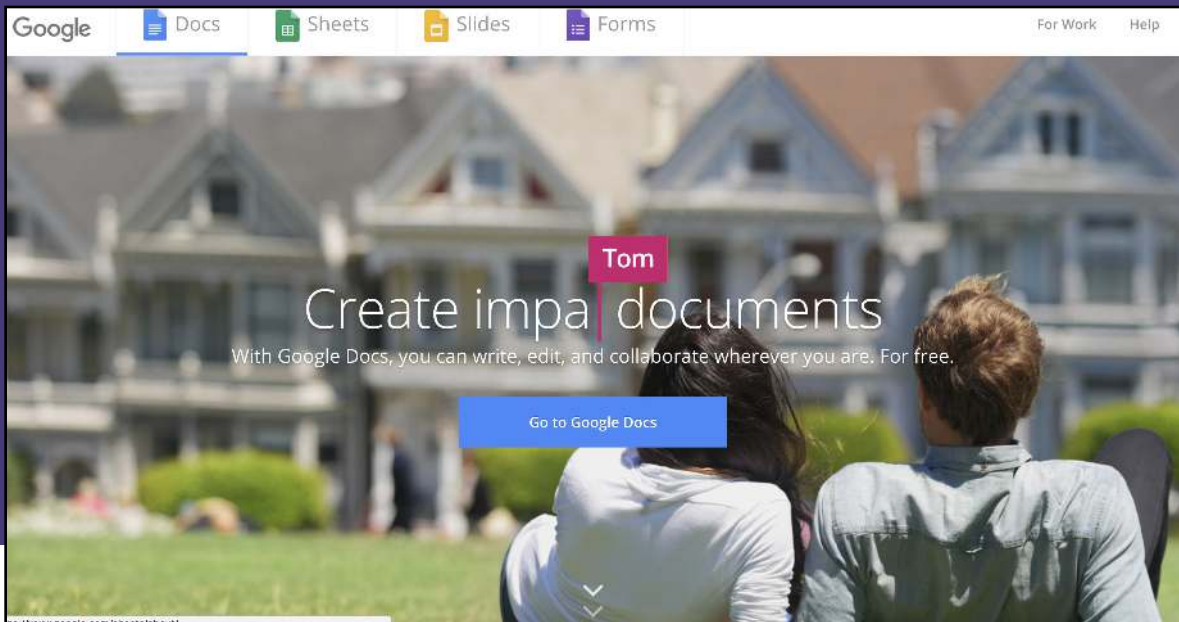 Google Docs Sheets Slides Forms For Work Help
Tom
Create impa documents
With Google Docs, you can write, edit, and collaborate wherever you are. For free.
Go to Google Docs